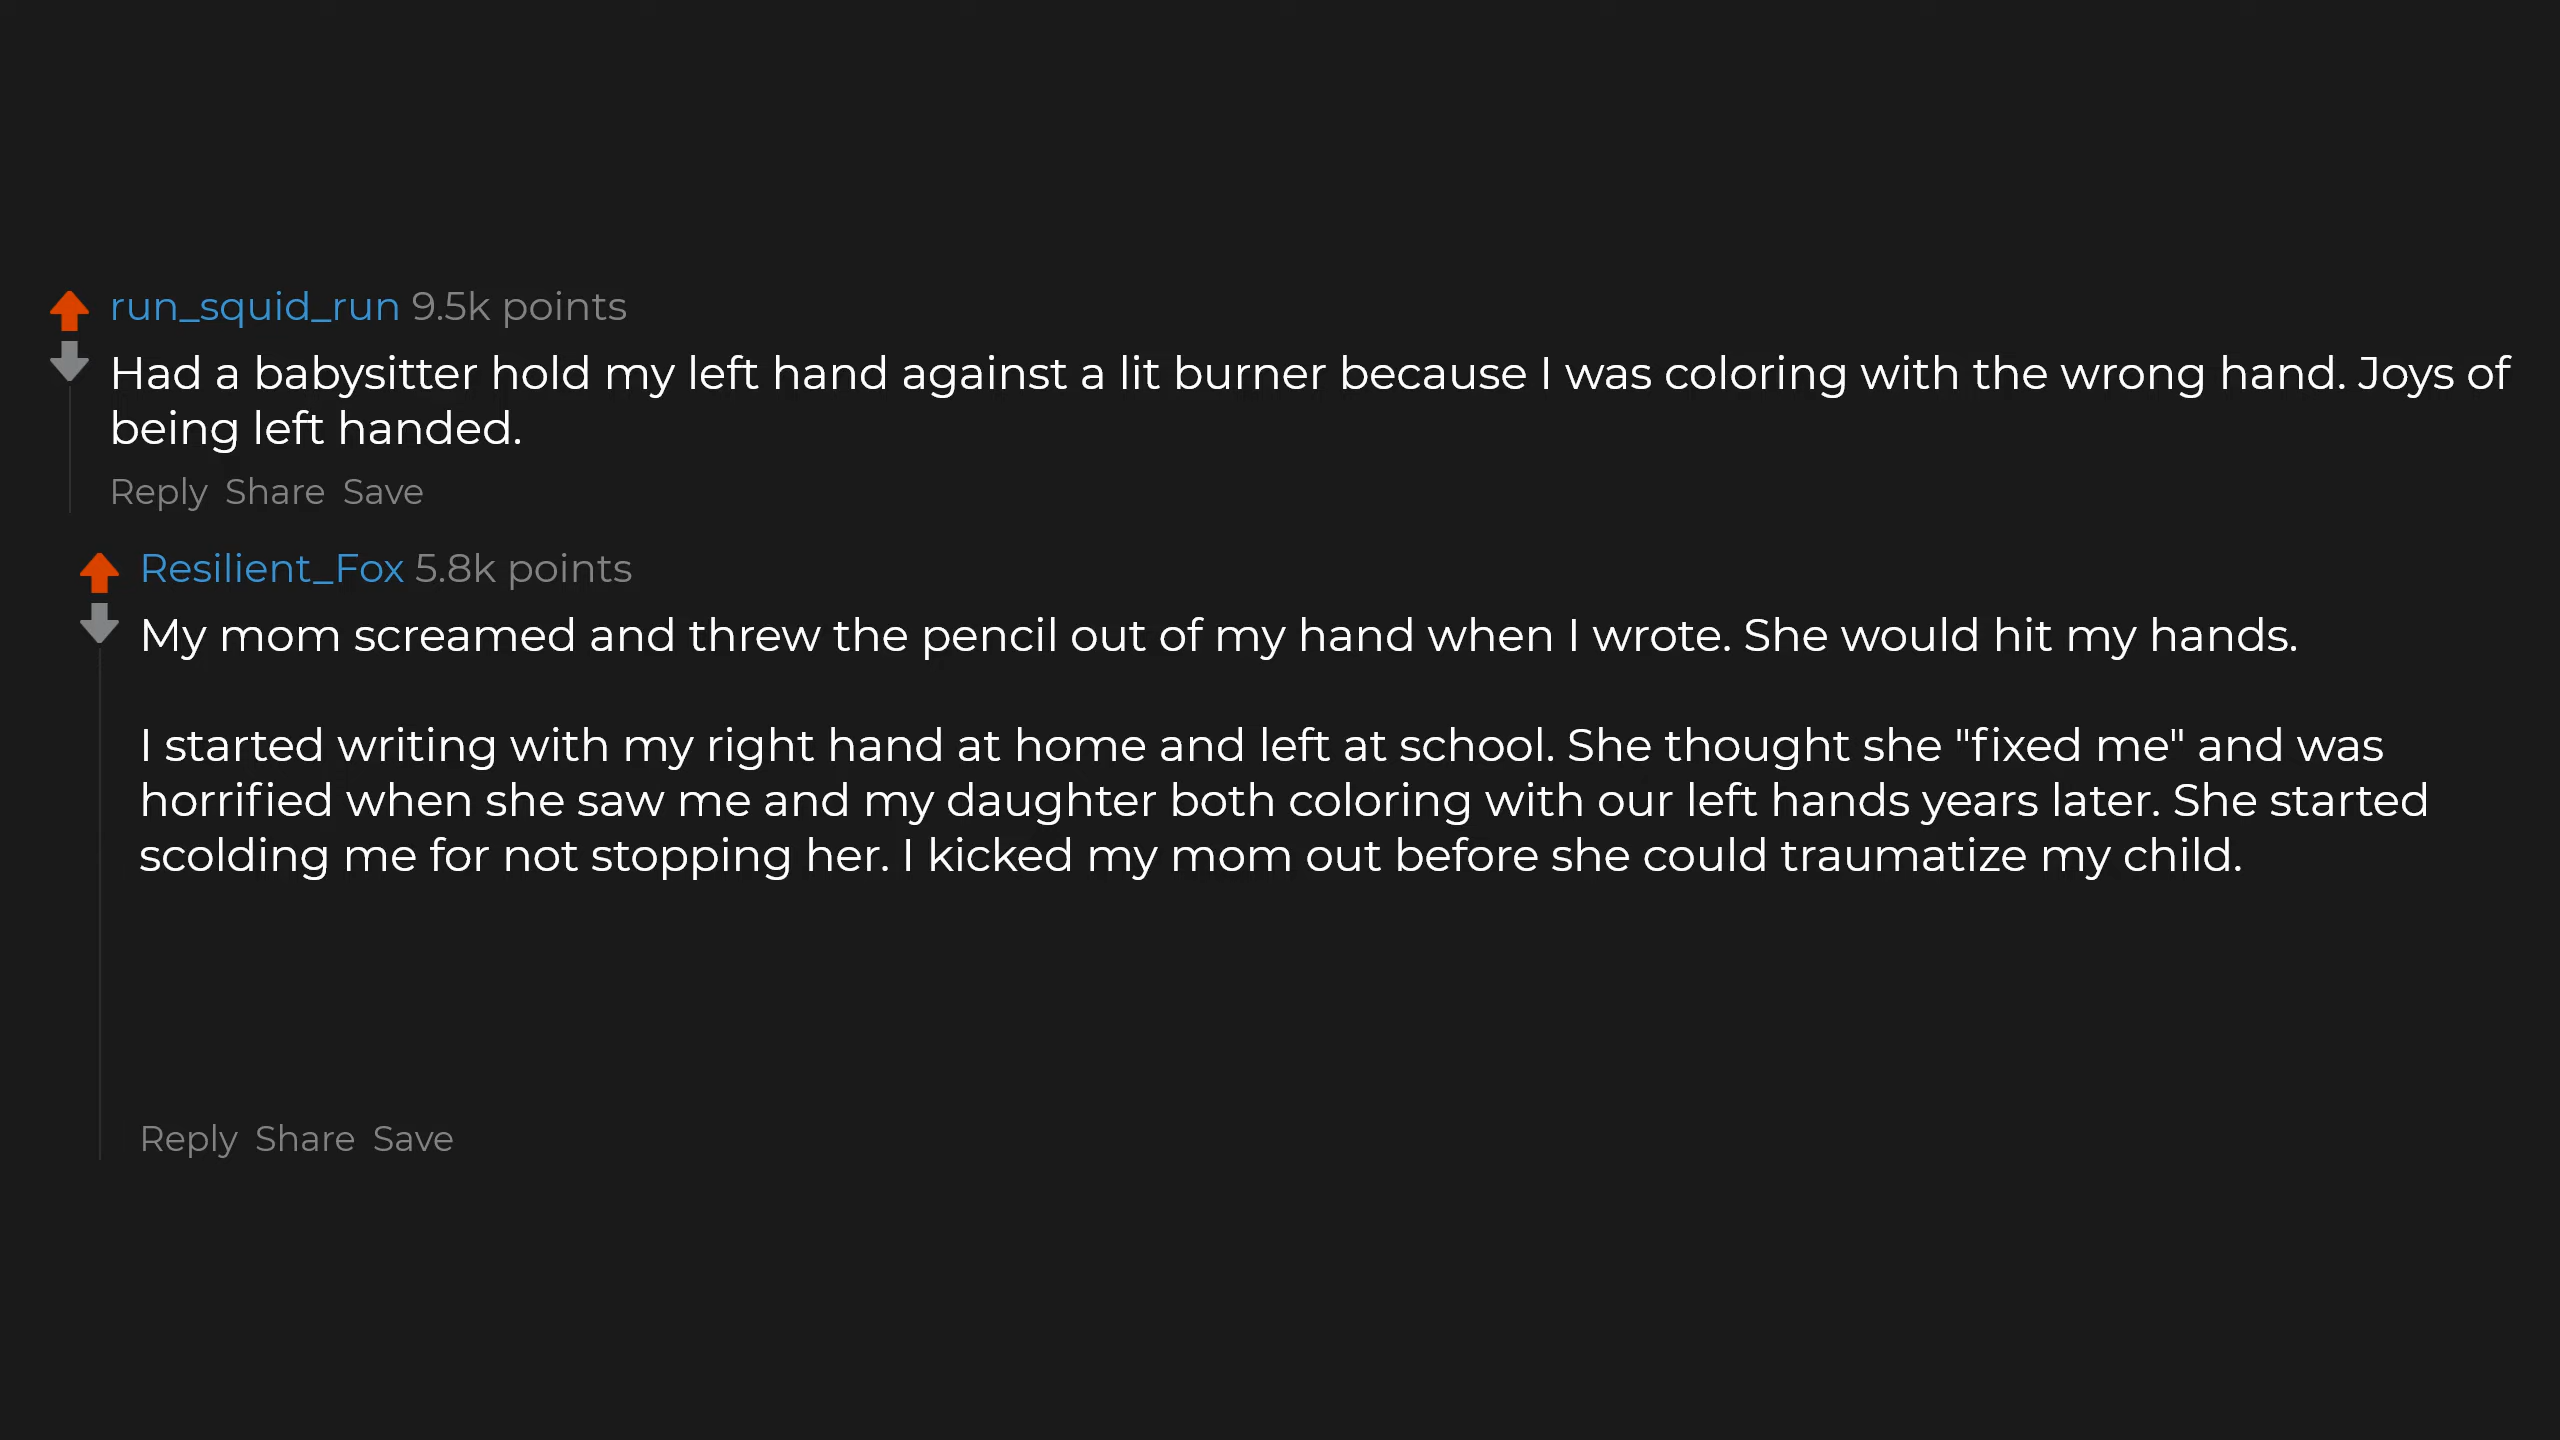 run_squid_run 9.5k points
Had a babysitter hold my left hand against a lit burner because I was coloring with the wrong hand. Joys of
being left handed.
Reply Share Save
Resilient_Fox 5.8k points
My mom screamed and threw the pencil out of my hand when I wrote. She would hit my hands.
I started writing with my right hand at home and left at school. She thought she "fixed me" and was
horrified when she saw me and my daughter both coloring with our left hands years later. She started
scolding me for not stopping her. I kicked my mom out before she could traumatize my child.
Reply Share Save